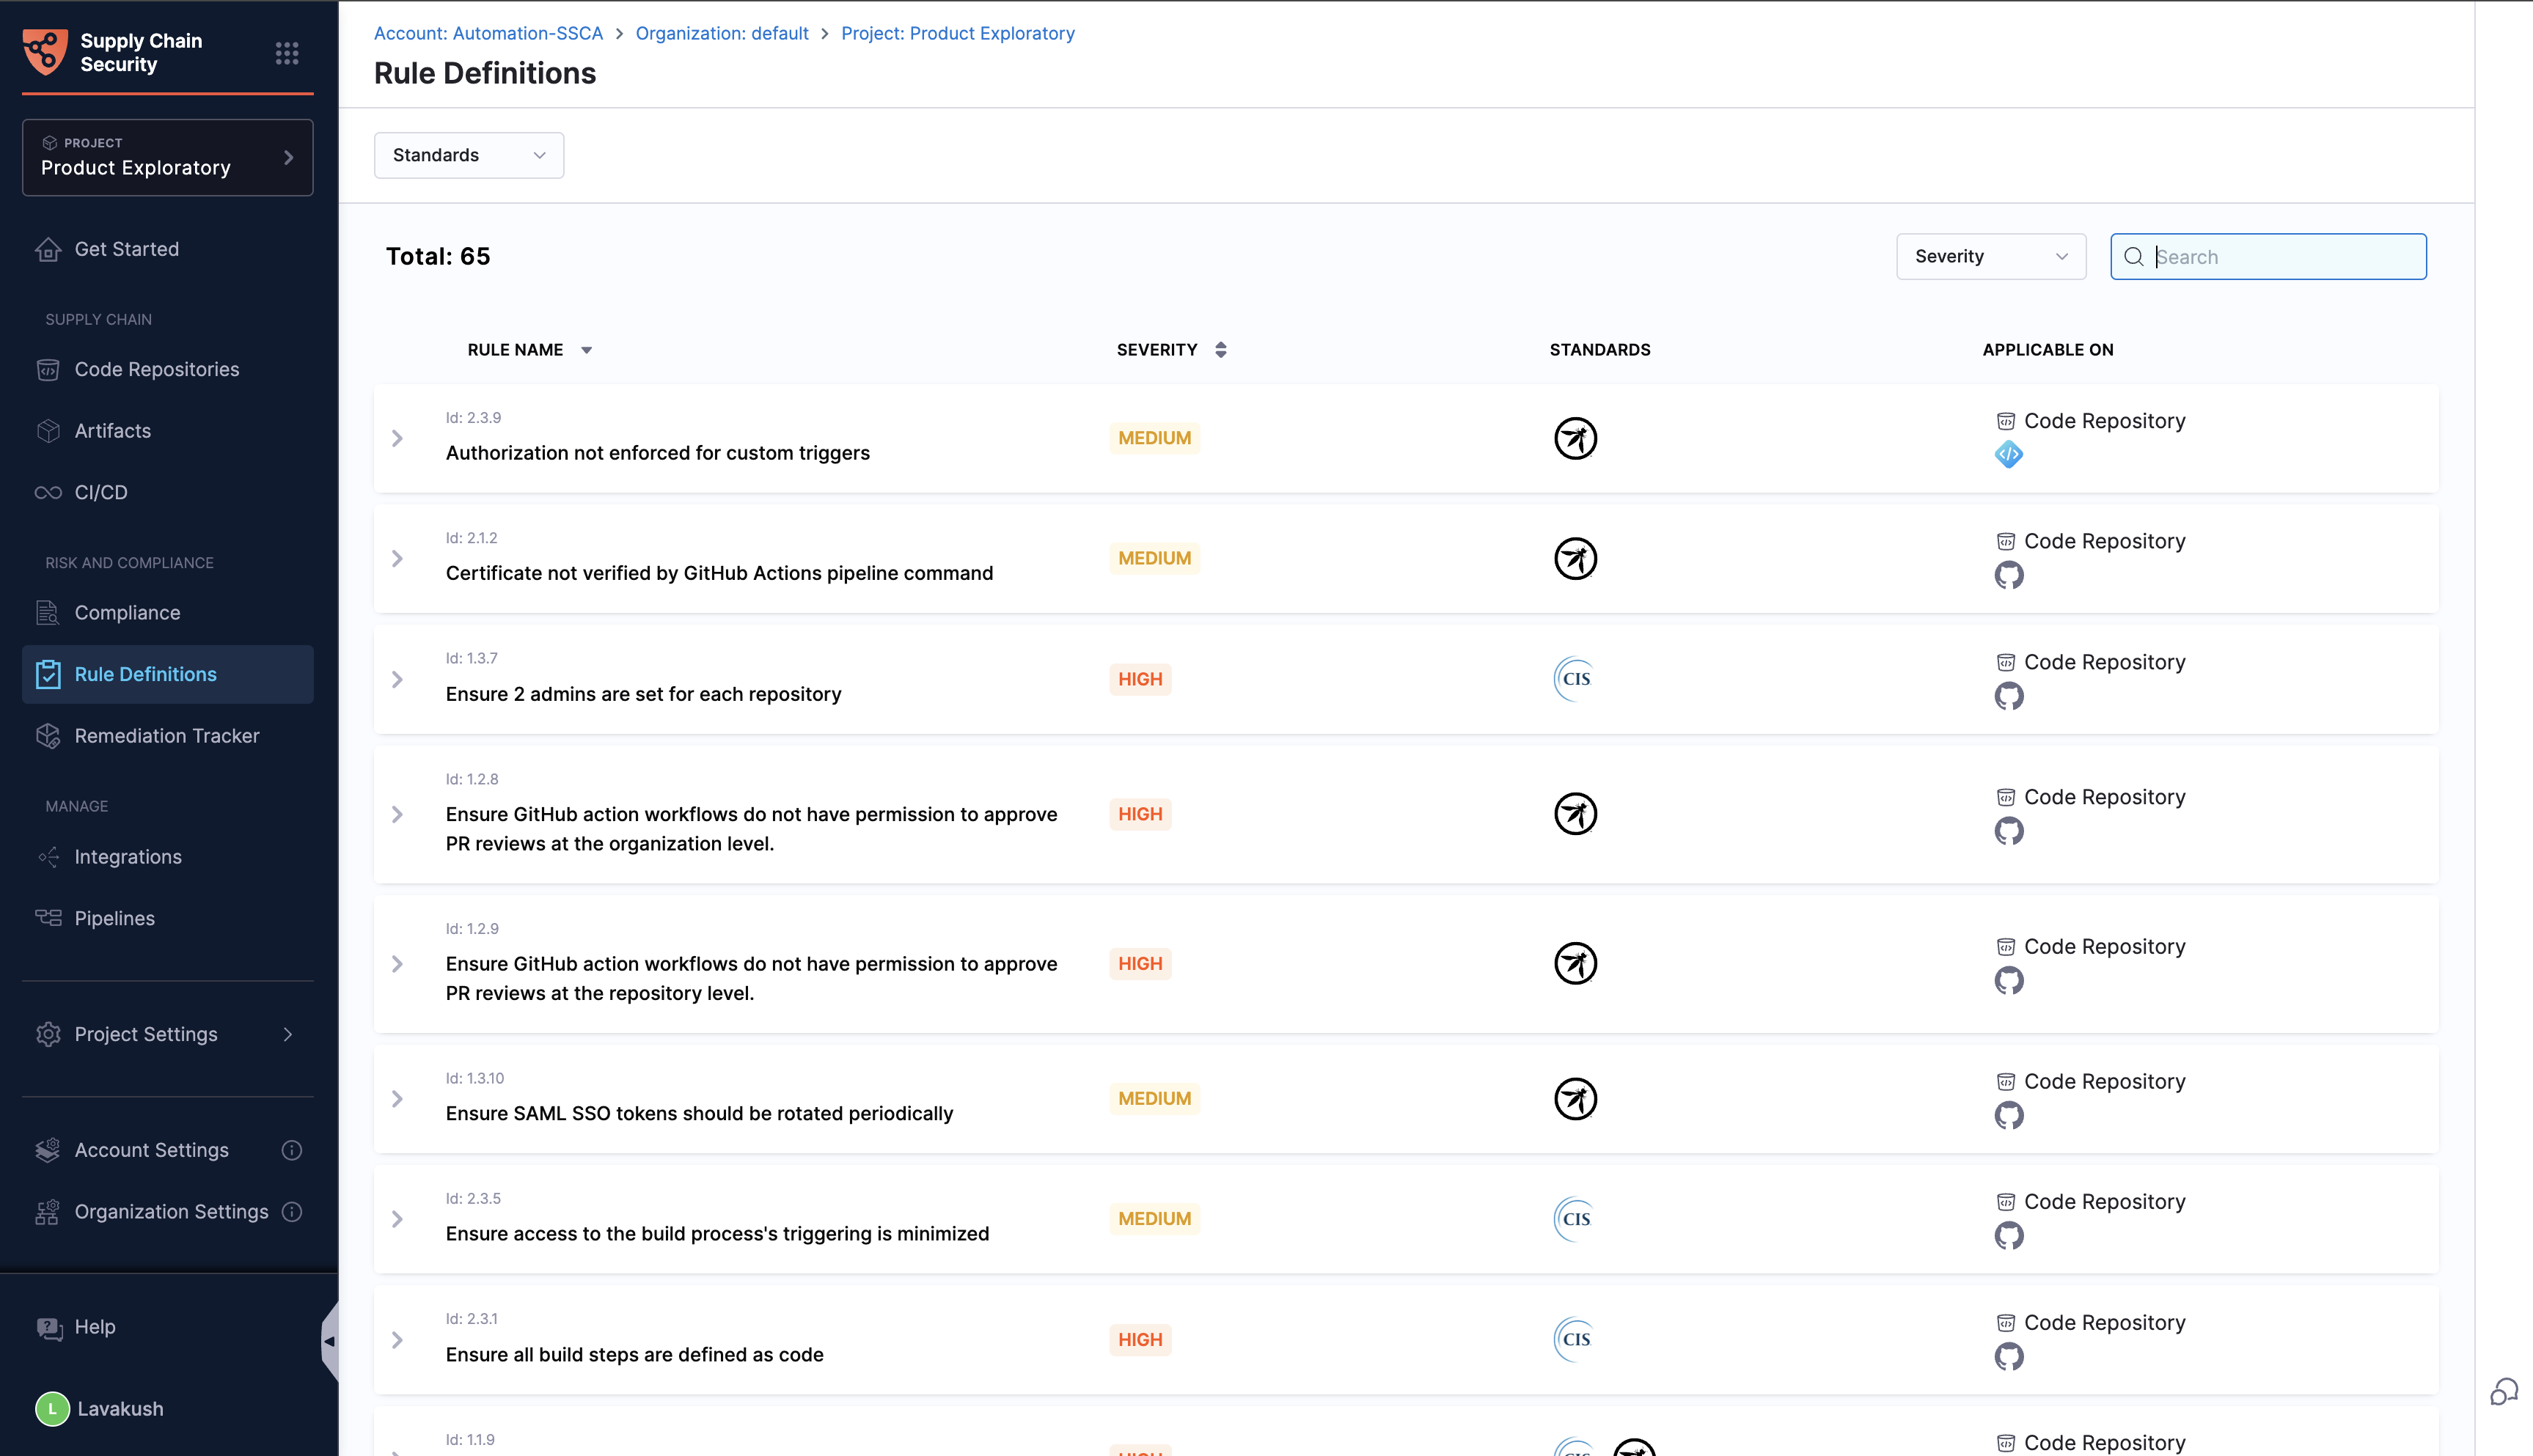 Supply Chain
Security
PROJECT
Product Exploratory
Get Started
SUPPLY CHAIN
Code Repositories
Artifacts
CI/CD
RISK AND COMPLIANCE
Compliance
Rule Definitions
Remediation Tracker
MANAGE
Integrations
Pipelines
Project Settings
Account Settings
Organization Settings
Help
L
Lavakush
Account: Automation-SSCA > Organization: default > Project: Product Exploratory
Rule Definitions
Standards
Total: 65
Severity
Search
RULE NAME
SEVERITY
STANDARDS
APPLICABLE ON
Id: 2.3.9
Authorization not enforced for custom triggers
MEDIUM
Code Repository
Id: 2.1.2
Certificate not verified by GitHub Actions pipeline command
MEDIUM
Code Repository
Id: 1.3.7
Ensure 2 admins are set for each repository
HIGH
CIS
Code Repository
Id: 1.2.8
Ensure GitHub action workflows do not have permission to approve
PR reviews at the organization level.
HIGH
Code Repository
Id: 1.2.9
Ensure GitHub action workflows do not have permission to approve
PR reviews at the repository level.
HIGH
Code Repository
Id: 1.3.10
Ensure SAML SSO tokens should be rotated periodically
MEDIUM
Code Repository
Id: 2.3.5
Ensure access to the build process's triggering is minimized
MEDIUM
CIS
Code Repository
Id: 2.3.1
Ensure all build steps are defined as code
HIGH
CIS
Code Repository
Id: 1.1.9
HIGH
CIS
Code Repository